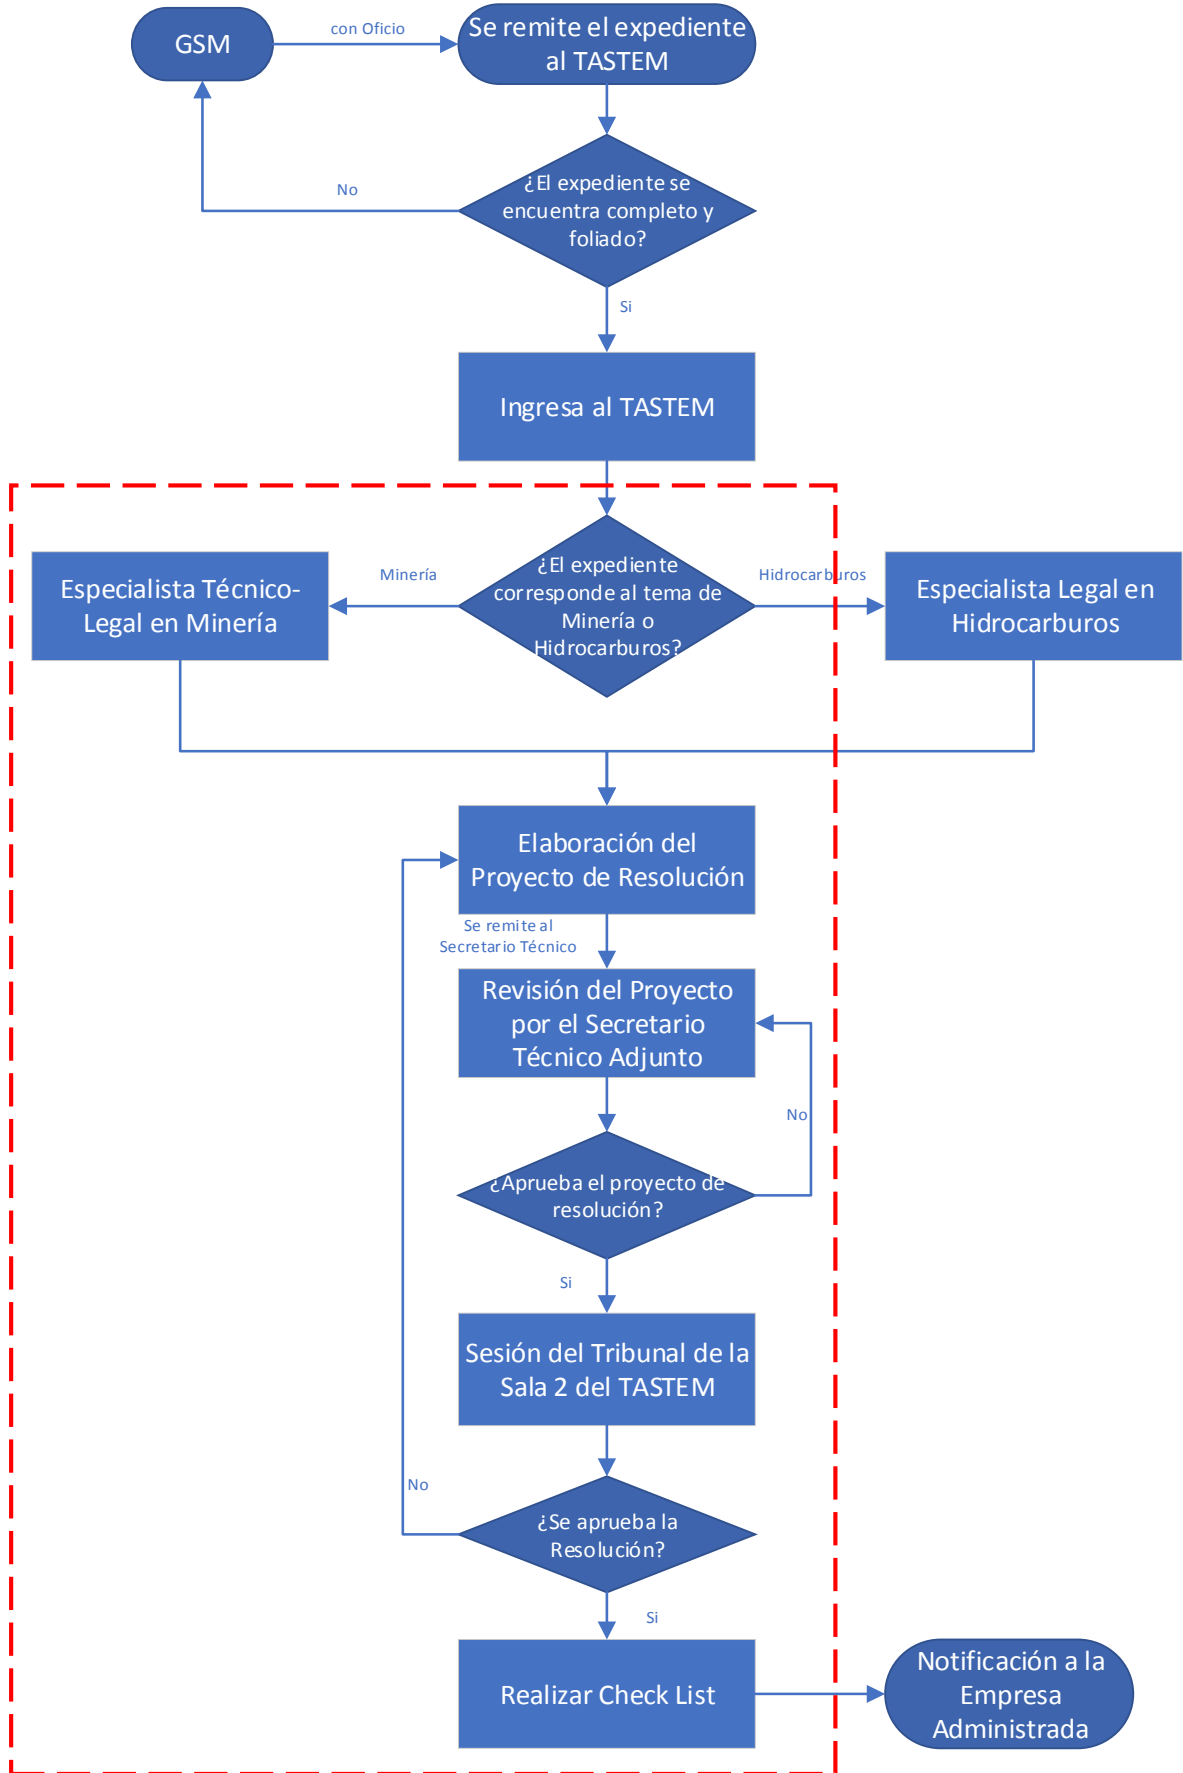 GSM
con Oficio
Se remite el expediente
al TASTEM
¿El expediente se
encuentra completo y
foliado?
No
Si
Ingresa al TASTEM
¿El expediente
corresponde al tema de
Minería o
Hidrocarburos?
Minería
Hidrocarburos
Especialista Técnico-
Legal en Minería
Especialista Legal en
Hidrocarburos
Elaboración del
Proyecto de Resolución
Se remite al
Secretario Técnico
Revisión del Proyecto
por el Secretario
Técnico Adjunto
No
¿Aprueba el proyecto de
resolución?
Si
Sesión del Tribunal de la
Sala 2 del TASTEM
No
¿Se aprueba la
Resolución?
Si
Realizar Check List
Notificación a la
Empresa
Administrada